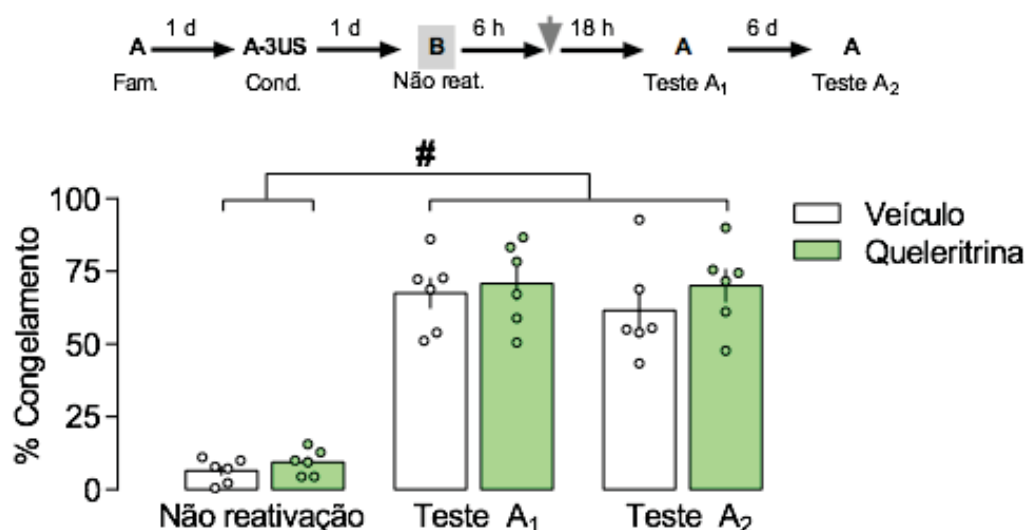 1 d 1 d 6 h 18 h 6 d
A A-3US B A A
Fam. Cond. Não reat. Teste A₁ Teste A₂
#
100
75
50
25
0
% Congelamento
Veículo
Queleritrina
Não reativação Teste A₁ Teste A₂